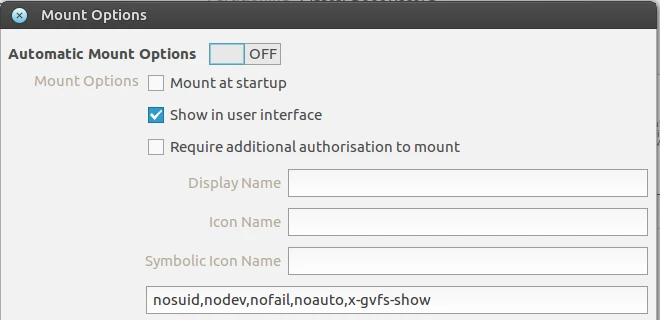 Mount Options
Automatic Mount Options OFF
Mount Options Mount at startup
Show in user interface
Require additional authorisation to mount
Display Name
Icon Name
Symbolic Icon Name
nosuid,nodev,nofail,noauto,x-gvfs-show